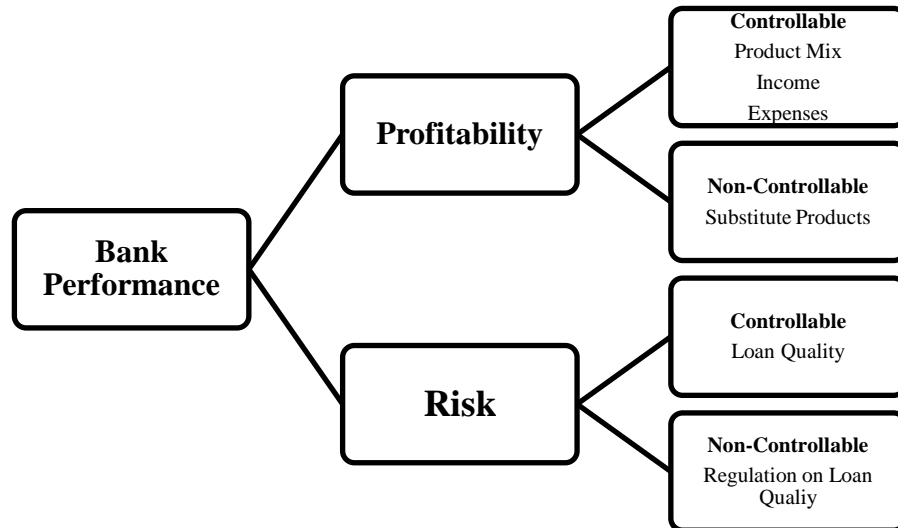 Bank
Performance
Profitability
Controllable
Product Mix
Income
Expenses
Non-Controllable
Substitute Products
Risk
Controllable
Loan Quality
Non-Controllable
Regulation on Loan
Qualiy